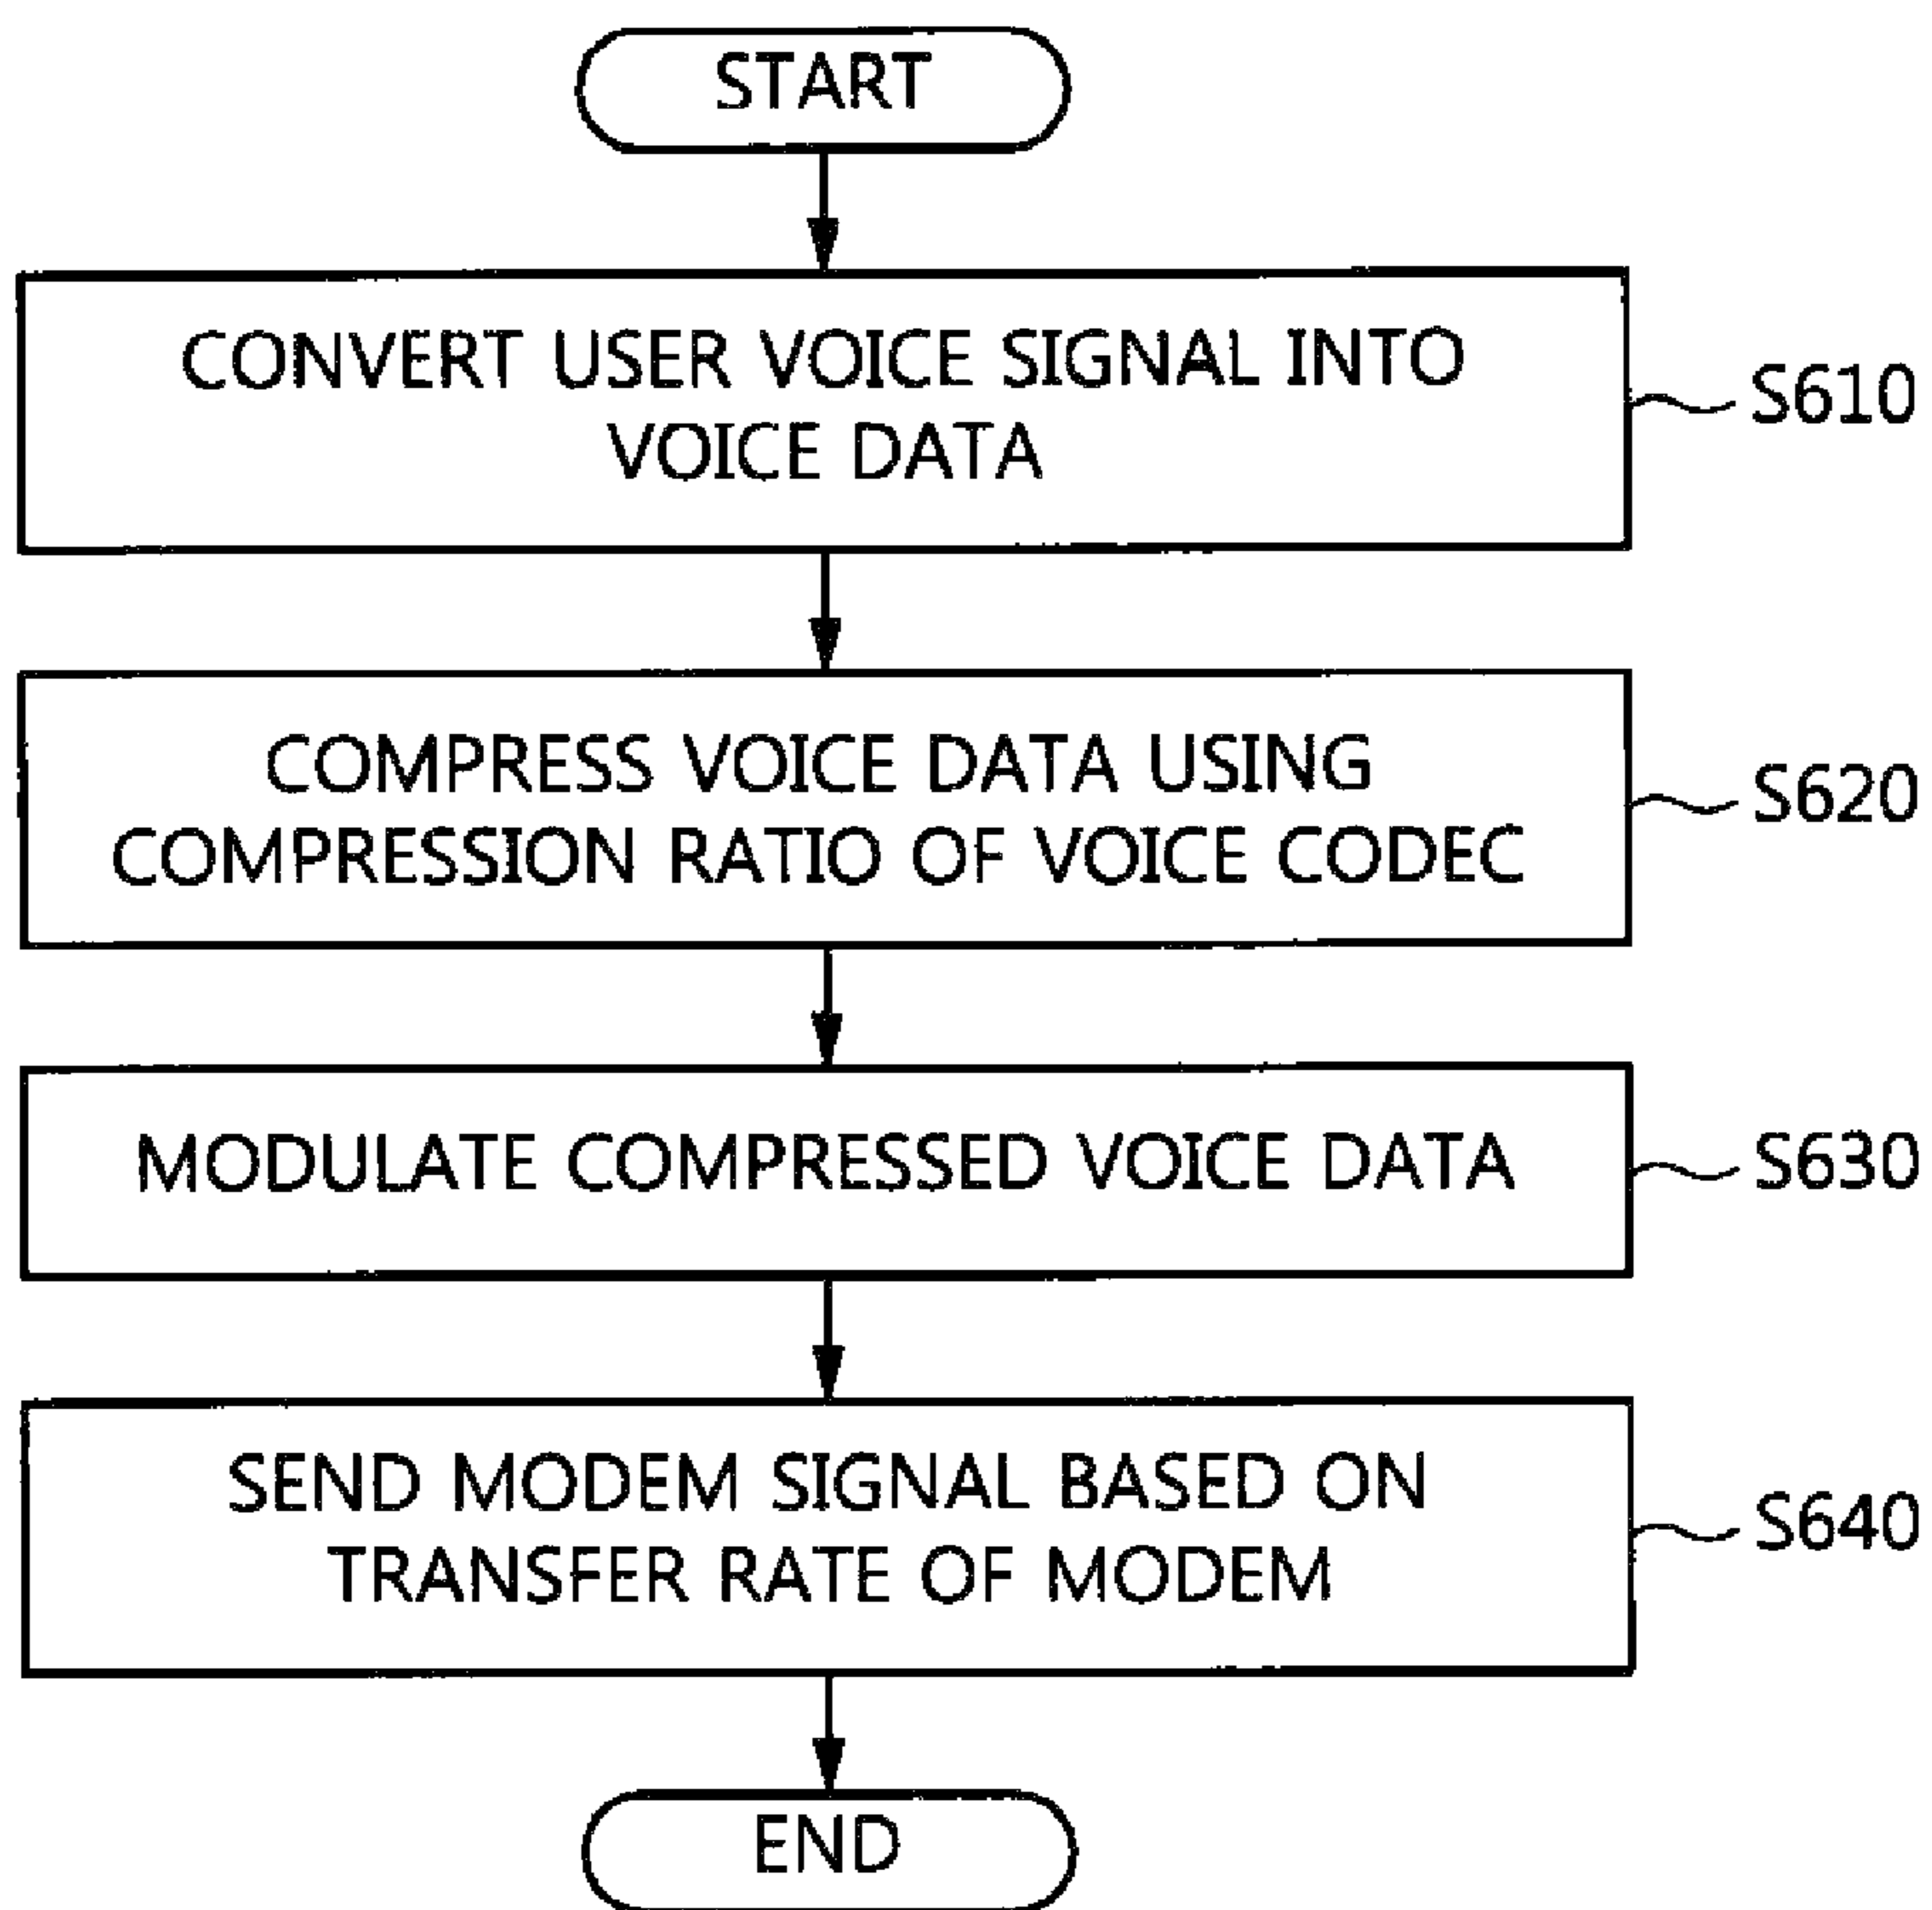 START
CONVERT USER VOICE SIGNAL INTO
VOICE DATA
S610
COMPRESS VOICE DATA USING
COMPRESSION RATIO OF VOICE CODEC
S620
MODULATE COMPRESSED VOICE DATA
S630
SEND MODEM SIGNAL BASED ON
TRANSFER RATE OF MODEM
S640
END